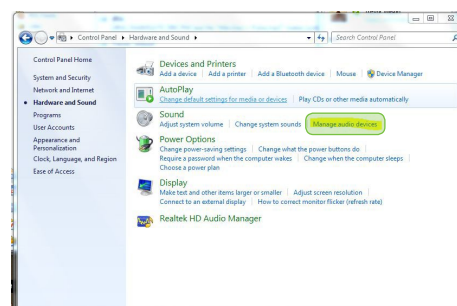 Control Panel ▸ Hardware and Sound ▸
Search Control Panel
Control Panel Home
System and Security
Network and Internet
Hardware and Sound
Programs
User Accounts
Appearance and
Personalization
Clock, Language, and Region
Ease of Access
Devices and Printers
Add a device | Add a printer | Add a Bluetooth device | Mouse | Device Manager
AutoPlay
Change default settings for media or devices | Play CDs or other media automatically
Sound
Adjust system volume | Change system sounds | Manage audio devices
Power Options
Change power-saving settings | Change what the power buttons do |
Require a password when the computer wakes | Change when the computer sleeps |
Choose a power plan
Display
Make text and other items larger or smaller | Adjust screen resolution |
Connect to an external display | How to correct monitor flicker (refresh rate)
Realtek HD Audio Manager